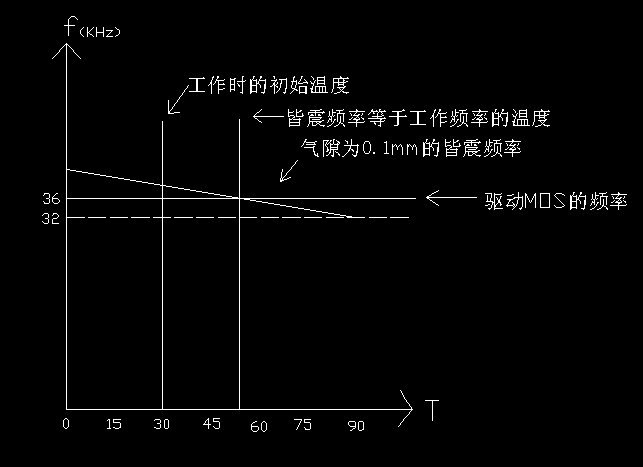 f(KHz)
工作时的初始温度
皆震频率等于工作频率的温度
气隙为0.1mm的皆震频率
36
驱动MOS的频率
32
T
0 15 30 45 60 75 90